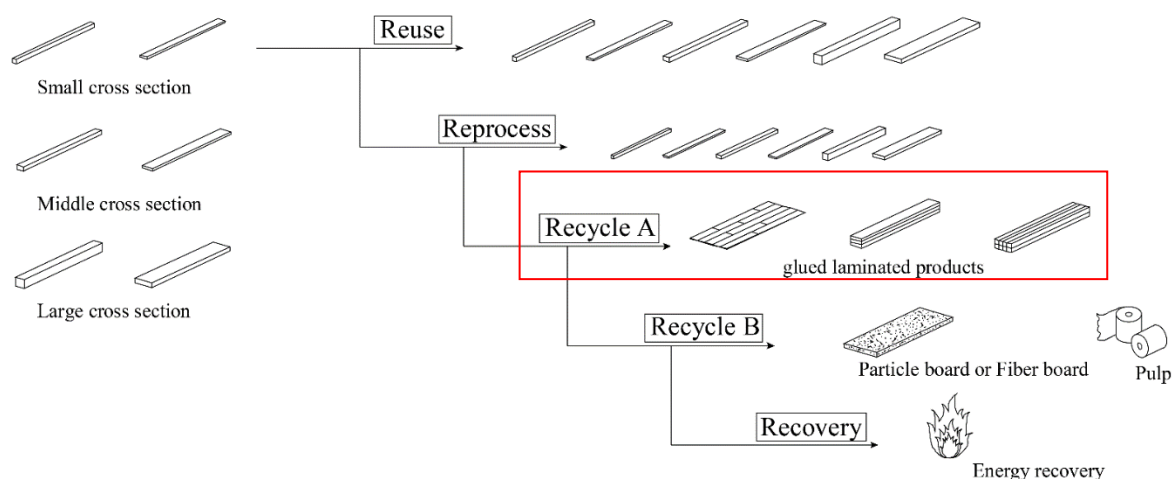 Reuse
Small cross section
Reprocess
Middle cross section
Recycle A
glued laminated products
Large cross section
Recycle B
Particle board or Fiber board
Pulp
Recovery
Energy recovery